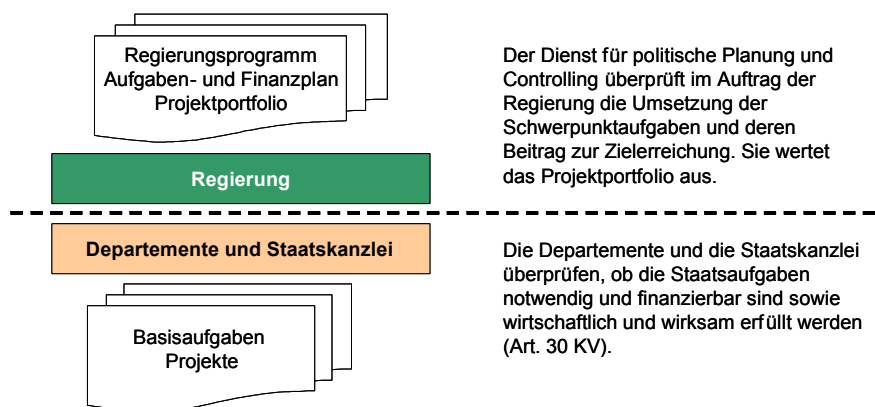 Regierungsprogramm
Aufgaben- und Finanzplan
Projektportfolio
Der Dienst für politische Planung und
Controlling überprüft im Auftrag der
Regierung die Umsetzung der
Schwerpunktaufgaben und deren
Beitrag zur Zielerreichung. Sie wertet
das Projektportfolio aus.
Regierung
Departemente und Staatskanzlei
Die Departemente und die Staatskanzlei
überprüfen, ob die Staatsaufgaben
notwendig und finanzierbar sind sowie
wirtschaftlich und wirksam erfüllt werden
(Art. 30 KV).
Basisaufgaben
Projekte